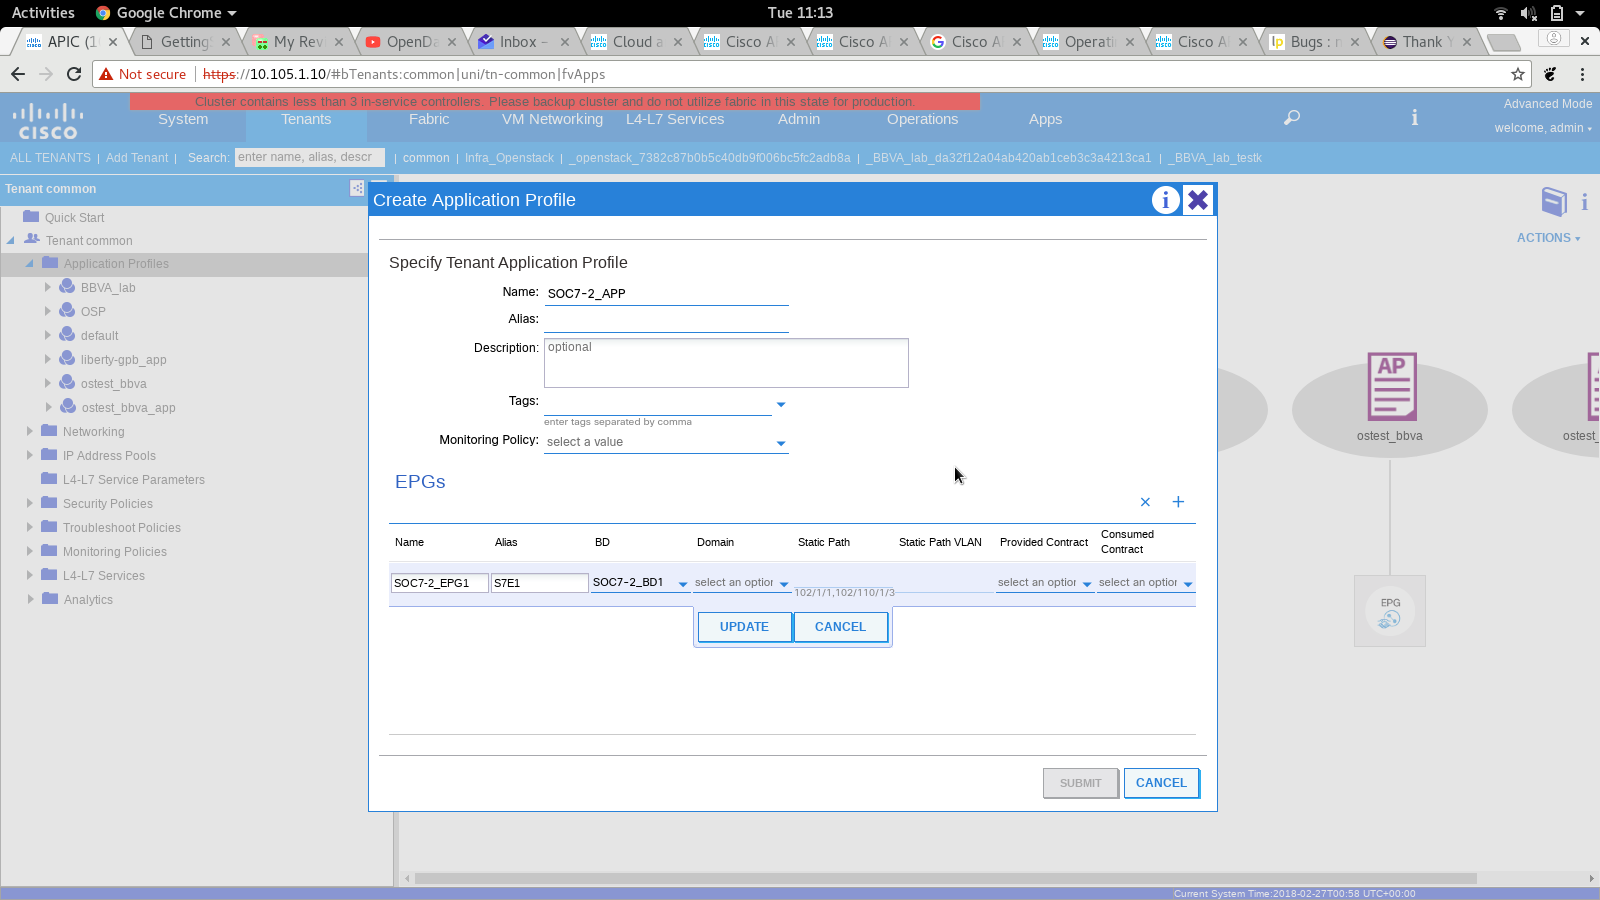 Activities Google Chrome Tue 11:13
APIC (1 Getting My Rev OpenDa Inbox – Cloud a Cisco A Cisco A Cisco A Operati Cisco A Bugs : n Thank Y
Not secure https://10.105.1.10/#bTenants:common|uni/tn-common|fvApps
Cluster contains less than 3 in-service controllers. Please backup cluster and do not utilize fabric in this state for production.
Advanced Mode
CISCO
System Tenants Fabric VM Networking L4-L7 Services Admin Operations Apps
welcome, admin
ALL TENANTS | Add Tenant | Search: enter name, alias, descr | common | Infra_Openstack | _openstack_7382c87b0b5c40db9f006bc5fc2adb8a | _BBVA_lab_da32f12a04ab420ab1ceb3c3a4213ca1 | _BBVA_lab_testk
Tenant common
Quick Start
Tenant common
Application Profiles
BBVA_lab
OSP
default
liberty-gpb_app
ostest_bbva
ostest_bbva_app
Networking
IP Address Pools
L4-L7 Service Parameters
Security Policies
Troubleshoot Policies
Monitoring Policies
L4-L7 Services
Analytics
Create Application Profile
i
Specify Tenant Application Profile
Name: SOC7-2_APP
Alias:
Description: optional
Tags:
enter tags separated by comma
Monitoring Policy: select a value
EPGs
Name Alias BD Domain Static Path Static Path VLAN Provided Contract Consumed Contract
SOC7-2_EPG1 S7E1 SOC7-2_BD1 select an option select an option select an option
102/1/1,102/110/1/3
UPDATE CANCEL
SUBMIT CANCEL
i
ACTIONS
AP
ostest_bbva
ostest_
EPG
Current System Time:2018-02-27T00:58 UTC+00:00